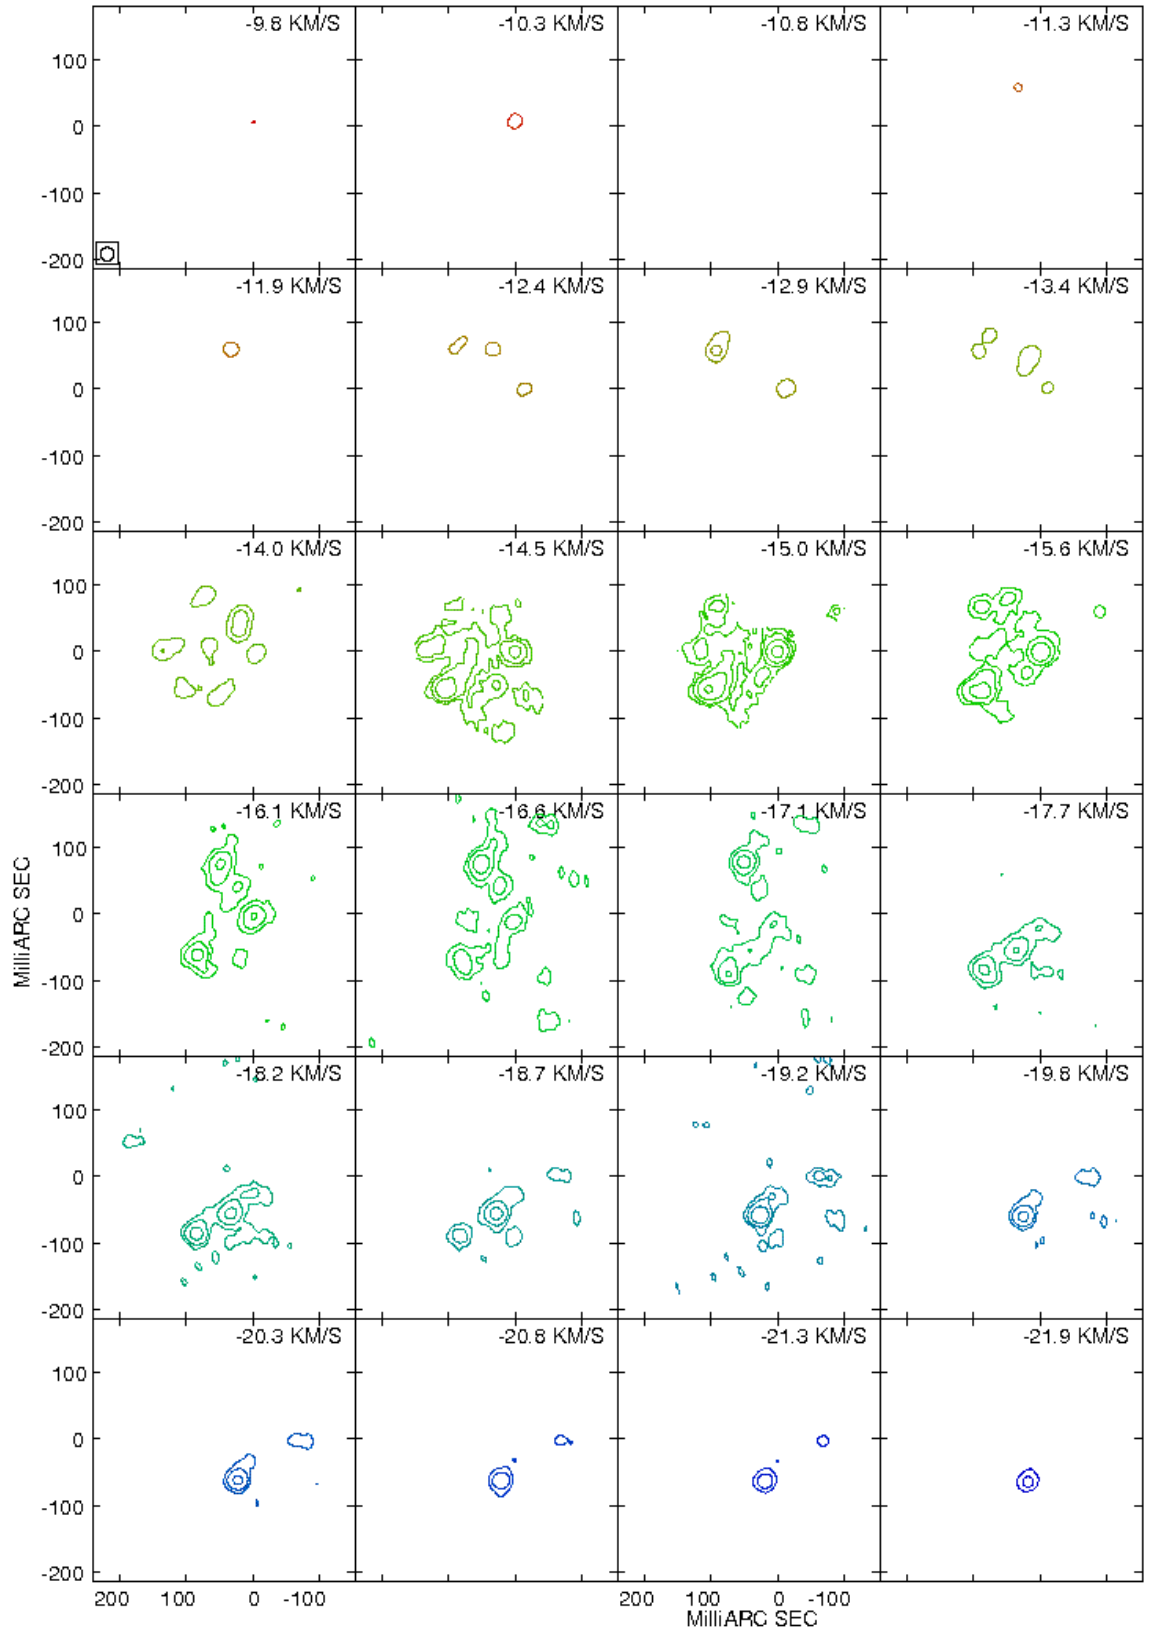 -9.8 KM/S -10.3 KM/S -10.8 KM/S -11.3 KM/S
100
0
-100
-200
-11.9 KM/S -12.4 KM/S -12.9 KM/S -13.4 KM/S
100
0
-100
-200
-14.0 KM/S -14.5 KM/S -15.0 KM/S -15.6 KM/S
100
0
-100
-200
-16.1 KM/S -16.6 KM/S -17.1 KM/S -17.7 KM/S
100
0
-100
-200
MilliARC SEC
-18.2 KM/S -18.7 KM/S -19.2 KM/S -19.8 KM/S
100
0
-100
-200
-20.3 KM/S -20.8 KM/S -21.3 KM/S -21.9 KM/S
100
0
-100
-200
200 100 0 -100 200 100 0 -100
MilliARC SEC